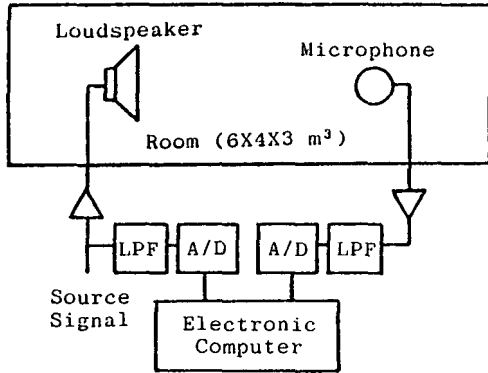 Loudspeaker
Microphone
Room (6X4X3 m³)
LPF A/D A/D LPF
Source
Signal
Electronic
Computer